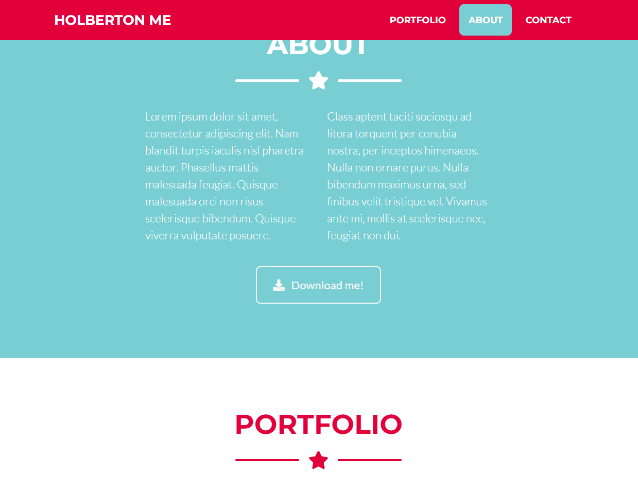 HOLBERTON ME
PORTFOLIO
ABOUT
CONTACT
ABOUT
Lorem ipsum dolor sit amet,
consectetur adipiscing elit. Nam
blandit turpis iaculis nisl pharetra
auctor. Phasellus mattis
malesuada feugiat. Quisque
malesuada orci non risus
scelerisque bibendum. Quisque
viverra vulputate posuere.
Class aptent taciti sociosqu ad
litora torquent per conubia
nostra, per inceptos himenaeos.
Nulla non ornare purus. Nulla
bibendum maximus urna, sed
finibus velit tristique vel. Vivamus
ante mi, mollis at scelerisque nec,
feugiat non dui.
Download me!
PORTFOLIO